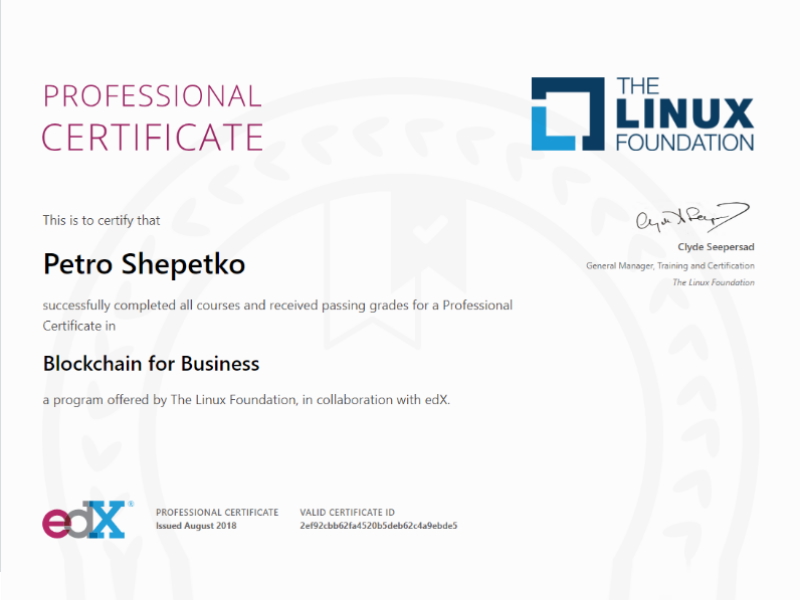 PROFESSIONAL
CERTIFICATE
THE
LINUX
FOUNDATION
This is to certify that
Petro Shepetko
successfully completed all courses and received passing grades for a Professional
Certificate in
Blockchain for Business
a program offered by The Linux Foundation, in collaboration with edX.
Clyde Seepersad
General Manager, Training and Certification
The Linux Foundation
edX
PROFESSIONAL CERTIFICATE
Issued August 2018
VALID CERTIFICATE ID
2ef92cbb62fa4520b5deb62c4a9ebde5